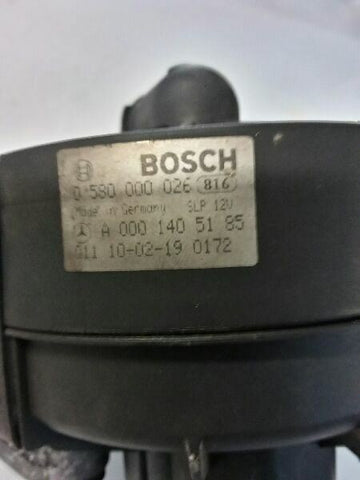 BOSCH
0 580 000 026 816
Made in Germany SLP 12V
A 000 140 51 85
011 10-02-19 0172